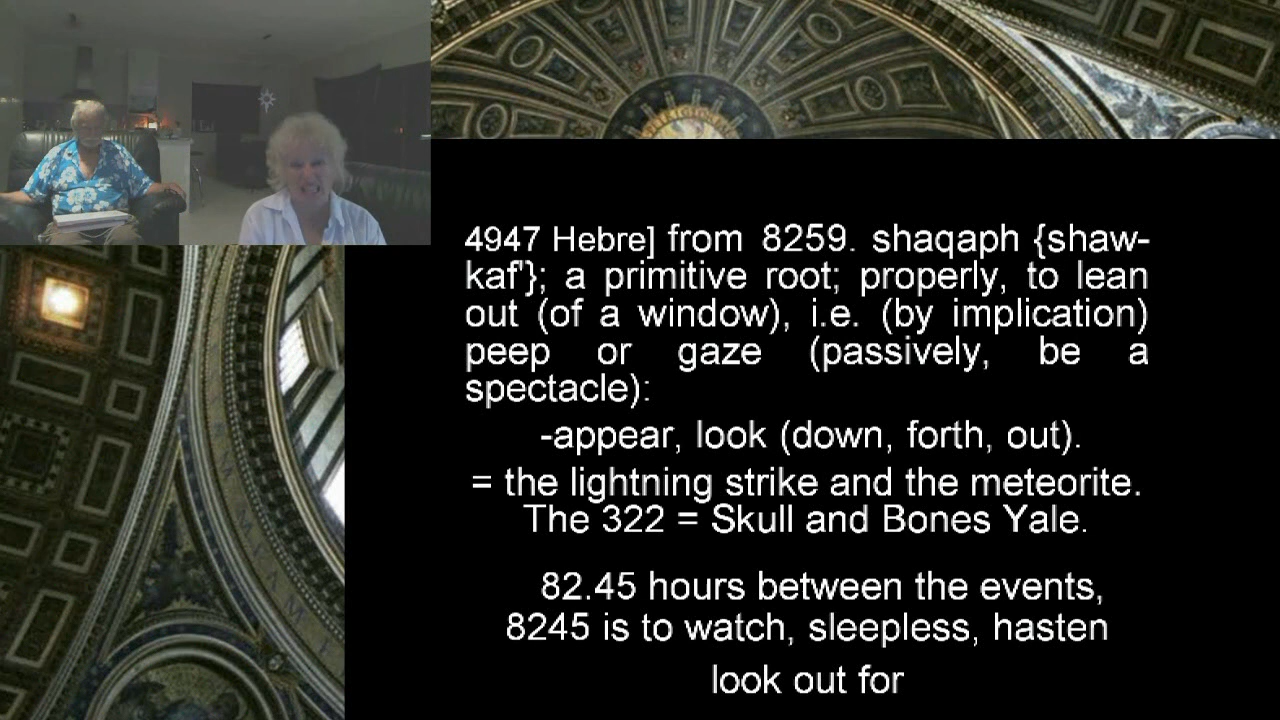 4947 Hebre] from 8259. shaqaph {shaw-
kaf'}; a primitive root; properly, to lean
out (of a window), i.e. (by implication)
peep or gaze (passively, be a
spectacle):
-appear, look (down, forth, out).
= the lightning strike and the meteorite.
The 322 = Skull and Bones Yale.
82.45 hours between the events,
8245 is to watch, sleepless, hasten
look out for